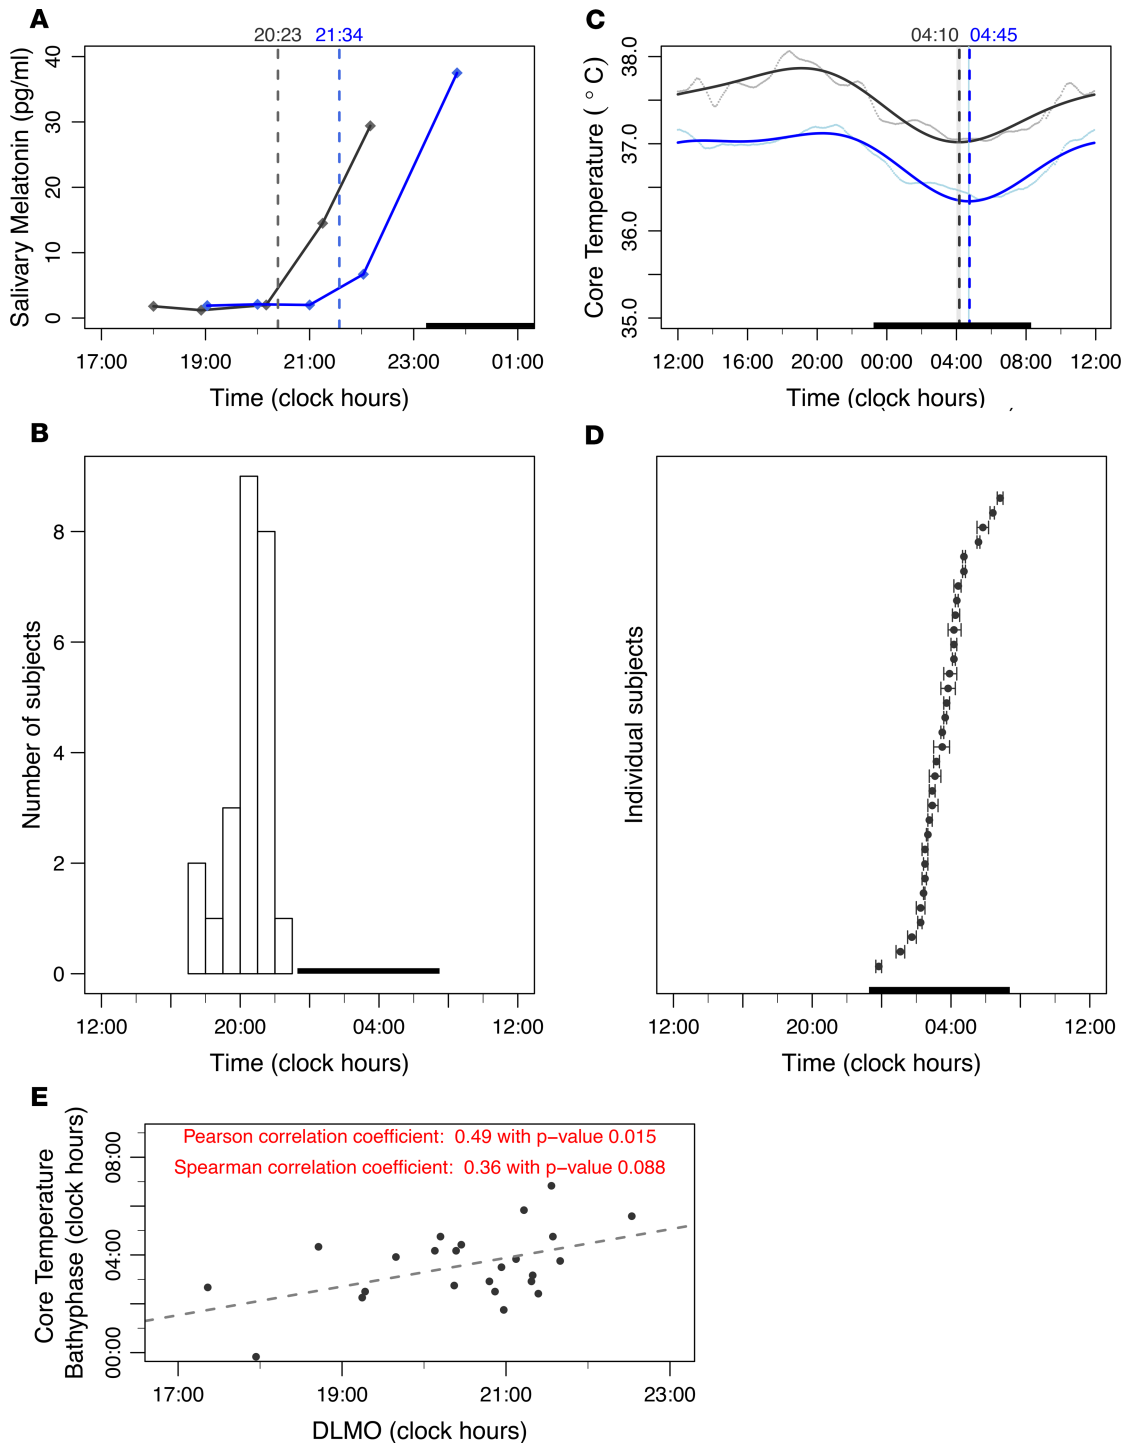 A
20:23 21:34
Salivary Melatonin (pg/ml)
40
30
20
10
0
17:00 19:00 21:00 23:00 01:00
Time (clock hours)
C
04:10 04:45
Core Temperature (°C)
38.0
37.0
36.0
35.0
12:00 16:00 20:00 00:00 04:00 08:00 12:00
Time (clock hours)
B
Number of subjects
8
6
4
2
0
12:00 20:00 04:00 12:00
Time (clock hours)
D
Individual subjects
12:00 20:00 04:00 12:00
Time (clock hours)
E
Core Temperature
Bathyphase (clock hours)
08:00
04:00
00:00
Pearson correlation coefficient: 0.49 with p−value 0.015
Spearman correlation coefficient: 0.36 with p−value 0.088
17:00 19:00 21:00 23:00
DLMO (clock hours)